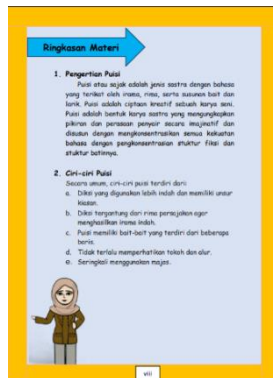 Ringkasan Materi
1. Pengertian Puisi
Puisi atau sajak adalah jenis sastra dengan bahasa
yang terikat oleh irama, rima, serta susunan bait dan
larik. Puisi adalah ciptaan kreatif sebuah karya seni.
Puisi adalah bentuk karya sastra yang mengungkapkan
pikiran dan perasaan penyair secara imajinatif dan
disusun dengan mengkonsentrasikan semua kekuatan
bahasa dengan pengkonsentrasian stuktur fiksi dan
stuktur batinnya.
2. Ciri-ciri Puisi
Secara umum, ciri-ciri puisi terdiri dari:
a. Diksi yang digunakan lebih indah dan memiliki unsur
kiasan.
b. Diksi tergantung dari rima persajakan agar
menghasilkan irama indah.
c. Puisi memiliki bait-bait yang terdiri dari beberapa
baris.
d. Tidak terlalu memperhatikan tokoh dan alur.
e. Seringkali menggunakan majas.
viii